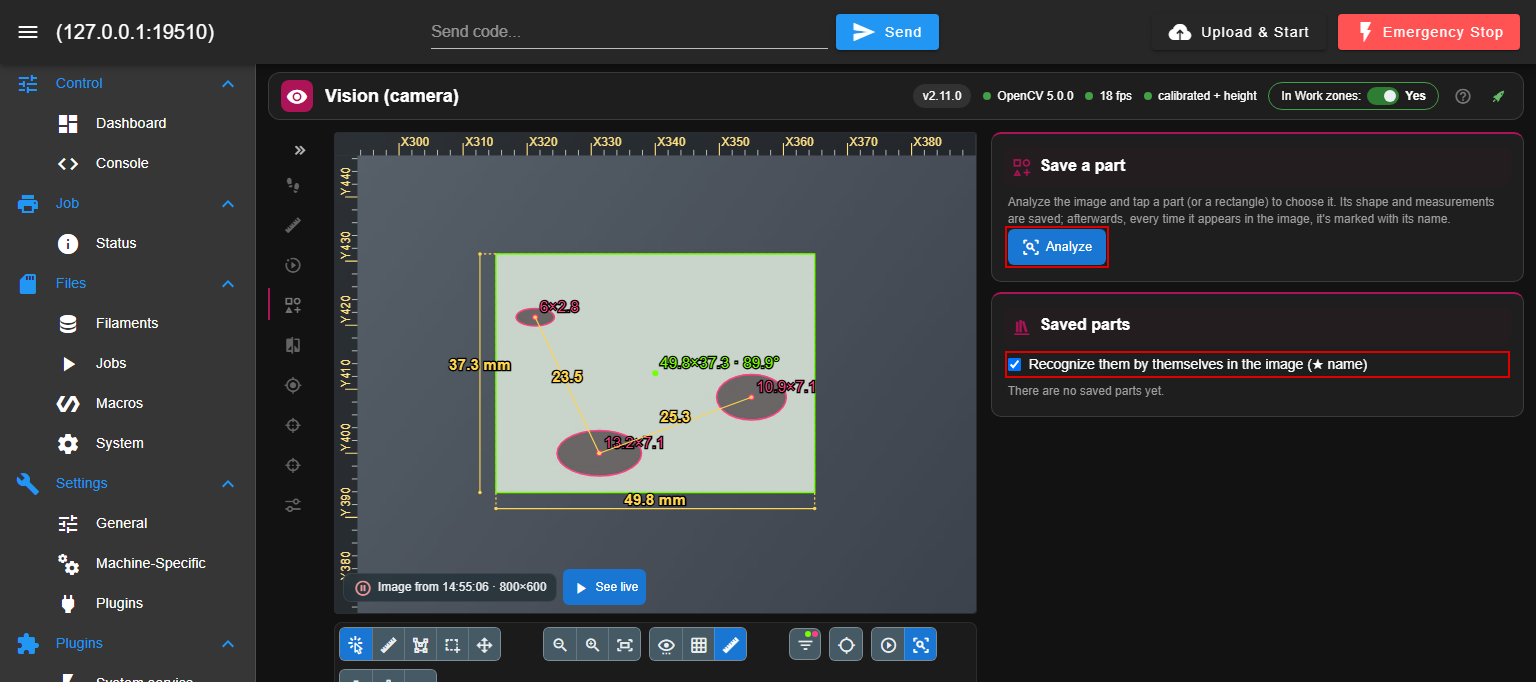 (127.0.0.1:19510)
Send code...
Send
Upload & Start
Emergency Stop
Control
Dashboard
Console
Job
Status
Files
Filaments
Jobs
Macros
System
Settings
General
Machine-Specific
Plugins
Plugins
System service
Vision (camera)
v2.11.0
OpenCV 5.0.0
18 fps
calibrated + height
In Work zones: Yes
X300
X310
X320
X330
X340
X350
X360
X370
X380
Y440
Y430
Y420
Y410
Y400
Y390
Y380
6×2.8
37.3 mm
23.5
49.8×37.3 · 89.9°
10.9×7.1
25.3
13.2×7.1
49.8 mm
Image from 14:55:06 · 800×600
See live
Save a part
Analyze the image and tap a part (or a rectangle) to choose it. Its shape and measurements
are saved; afterwards, every time it appears in the image, it's marked with its name.
Analyze
Saved parts
Recognize them by themselves in the image (★ name)
There are no saved parts yet.